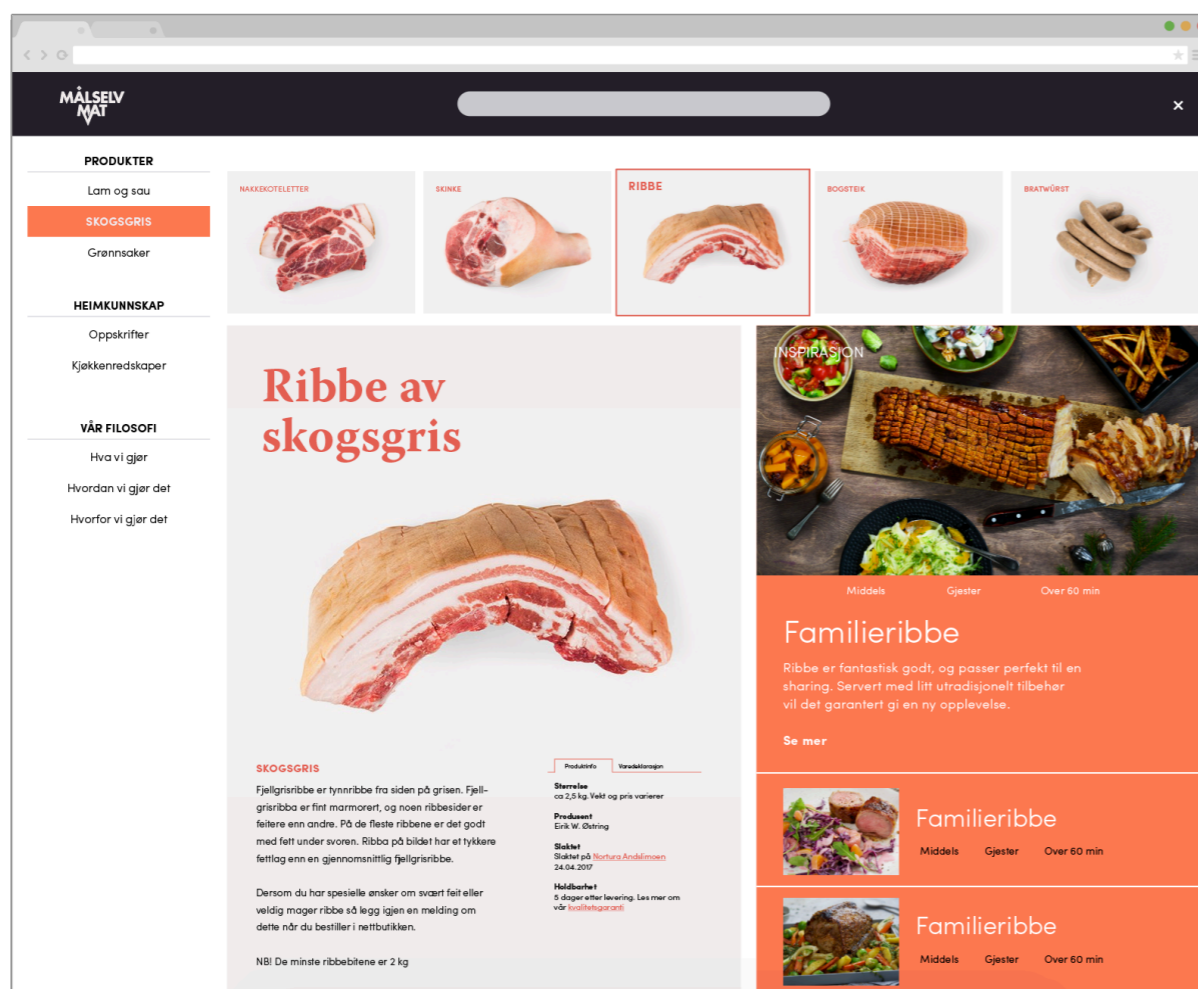 MÅLSELV
MAT
PRODUKTER
Lam og sau
SKOGSGRIS
Grønnsaker
HEIMKUNNSKAP
Oppskrifter
Kjøkkenredskaper
VÅR FILOSOFI
Hva vi gjør
Hvordan vi gjør det
Hvorfor vi gjør det
NAKKEKOTELETTER
SKINKE
RIBBE
BOGSTEIK
BRATWÜRST
Ribbe av
skogsgris
SKOGSGRIS
Fjellgrisribbe er tynnribbe fra siden på grisen. Fjell-
grisribba er fint marmorert, og noen ribbesider er
feitere enn andre. På de fleste ribbene er det godt
med fett under svoren. Ribba på bildet har et tykkere
fettlag enn en gjennomsnittlig fjellgrisribbe.
Dersom du har spesielle ønsker om svært feit eller
veldig mager ribbe så legg igjen en melding om
dette når du bestiller i nettbutikken.
NB! De minste ribbebitene er 2 kg
Produktinfo Varedeklarasjon
Størrelse
ca 2,5 kg. Vekt og pris varierer
Produsent
Eirik W. Østring
Slaktet
Slaktet på Nortura Andslimoen
24.04.2017
Holdbarhet
5 dager etter levering. Les mer om
vår kvalitetsgaranti
INSPIRASJON
Middels Gjester Over 60 min
Familieribbe
Ribbe er fantastisk godt, og passer perfekt til en
sharing. Servert med litt utradisjonelt tilbehør
vil det garantert gi en ny opplevelse.
Se mer
Familieribbe
Middels Gjester Over 60 min
Familieribbe
Middels Gjester Over 60 min